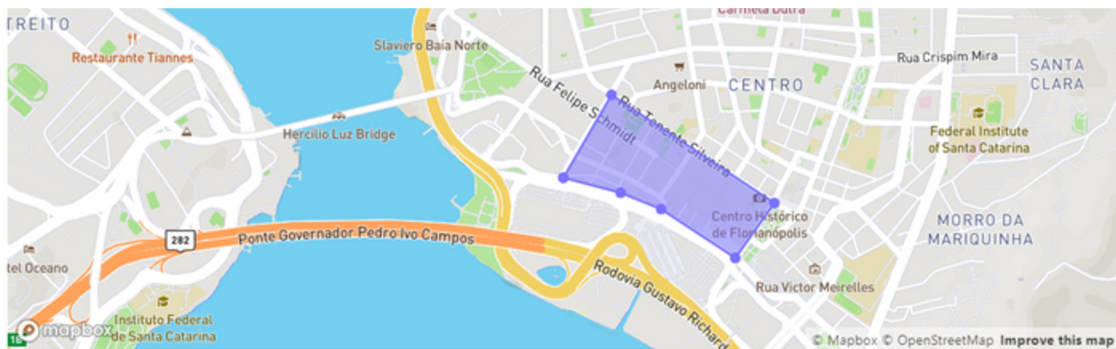 TREITO
Restaurante Tiannes
Slaviero Baía Norte
Carmela Dutra
Rua Crispim Mira
SANTA
CLARA
Angeloni
CENTRO
Rua Felipe Schmidt
Rua Tenente Silveira
Hercilio Luz Bridge
Federal Institute
of Santa Catarina
Centro Histórico
de Florianópolis
MORRO DA
MARIQUINHA
282
Ponte Governador Pedro Ivo Campos
tel Oceano
Rodovia Gustavo Richard
Rua Victor Meirelles
Instituto Federal
de Santa Catarina
mapbox
© Mapbox © OpenStreetMap Improve this map